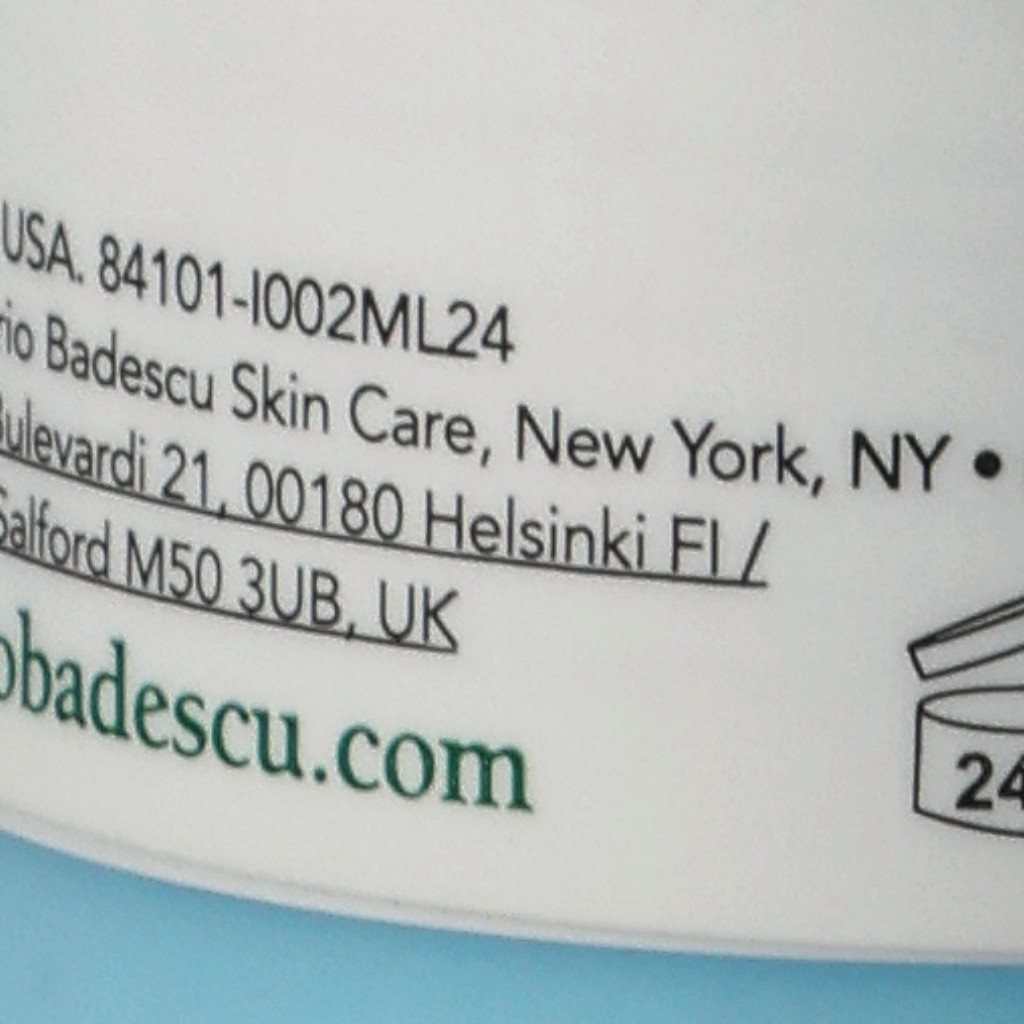 USA. 84101-I002ML24
rio Badescu Skin Care, New York, NY •
Bulevardi 21, 00180 Helsinki FI /
Salford M50 3UB, UK
obadescu.com
24